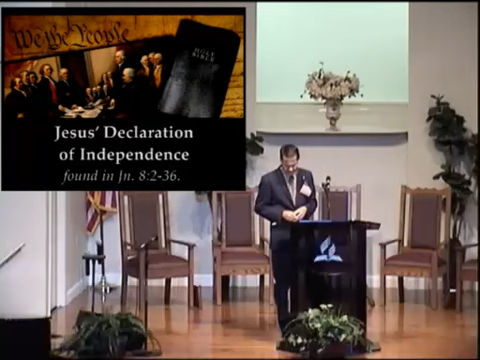 We the People
HOLY
BIBLE
Jesus' Declaration
of Independence
found in Jn. 8:2-36.